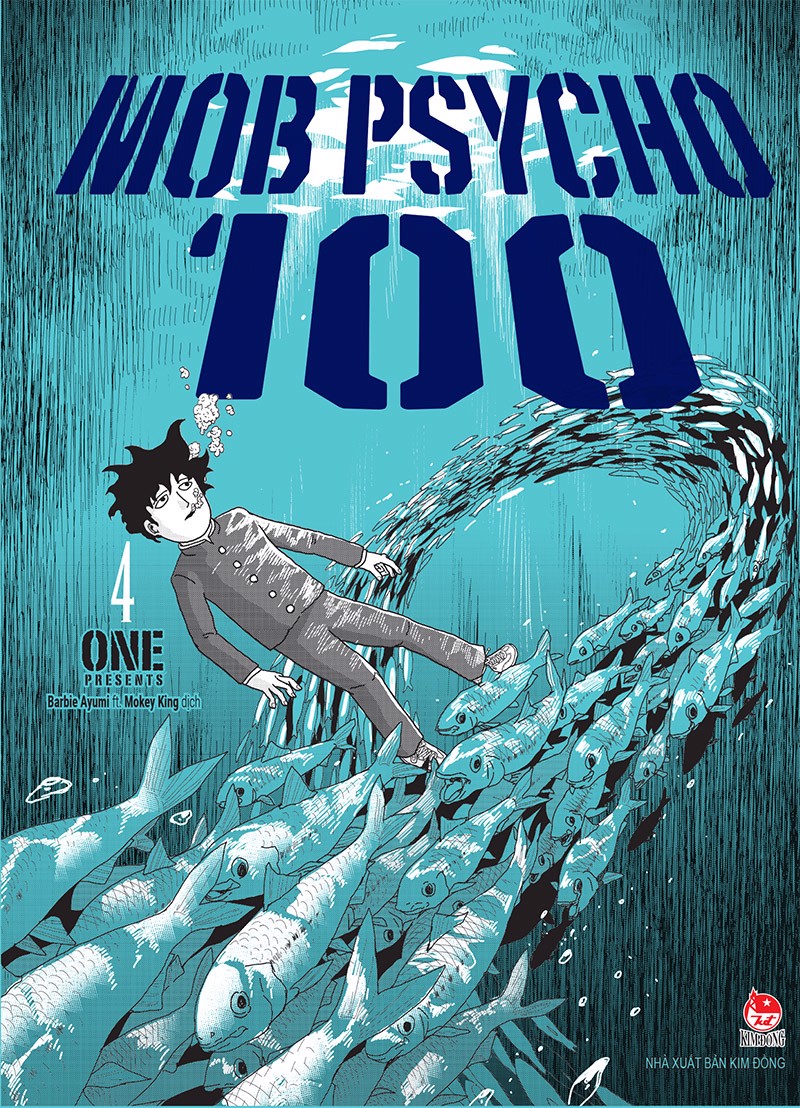 MOB PSYCHO
100
4
ONE
PRESENTS
Barbie Ayumi ft. Mokey King dịch
KIM ĐỒNG
NHÀ XUẤT BẢN KIM ĐỒNG